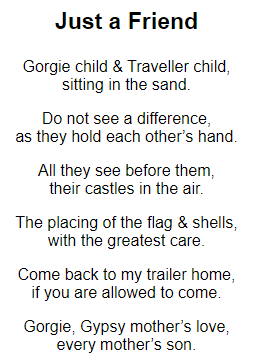 Just a Friend
Gorgie child & Traveller child,
sitting in the sand.
Do not see a difference,
as they hold each other's hand.
All they see before them,
their castles in the air.
The placing of the flag & shells,
with the greatest care.
Come back to my trailer home,
if you are allowed to come.
Gorgie, Gypsy mother's love,
every mother's son.